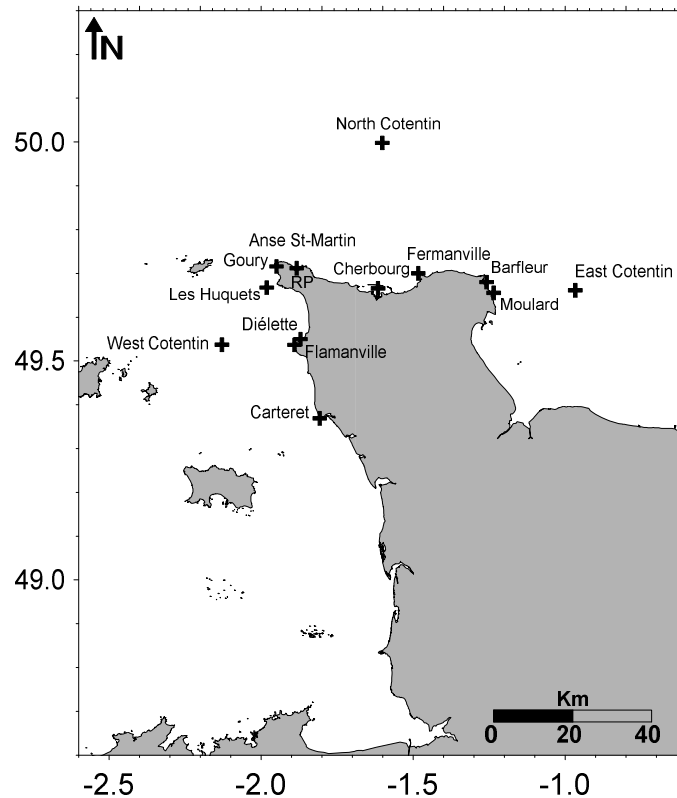 N
North Cotentin
50.0
Anse St-Martin
Goury
Fermanville
Cherbourg
Barfleur
East Cotentin
RP
Les Huquets
Moulard
Diélette
West Cotentin
Flamanville
49.5
Carteret
49.0
Km
0 20 40
-2.5 -2.0 -1.5 -1.0